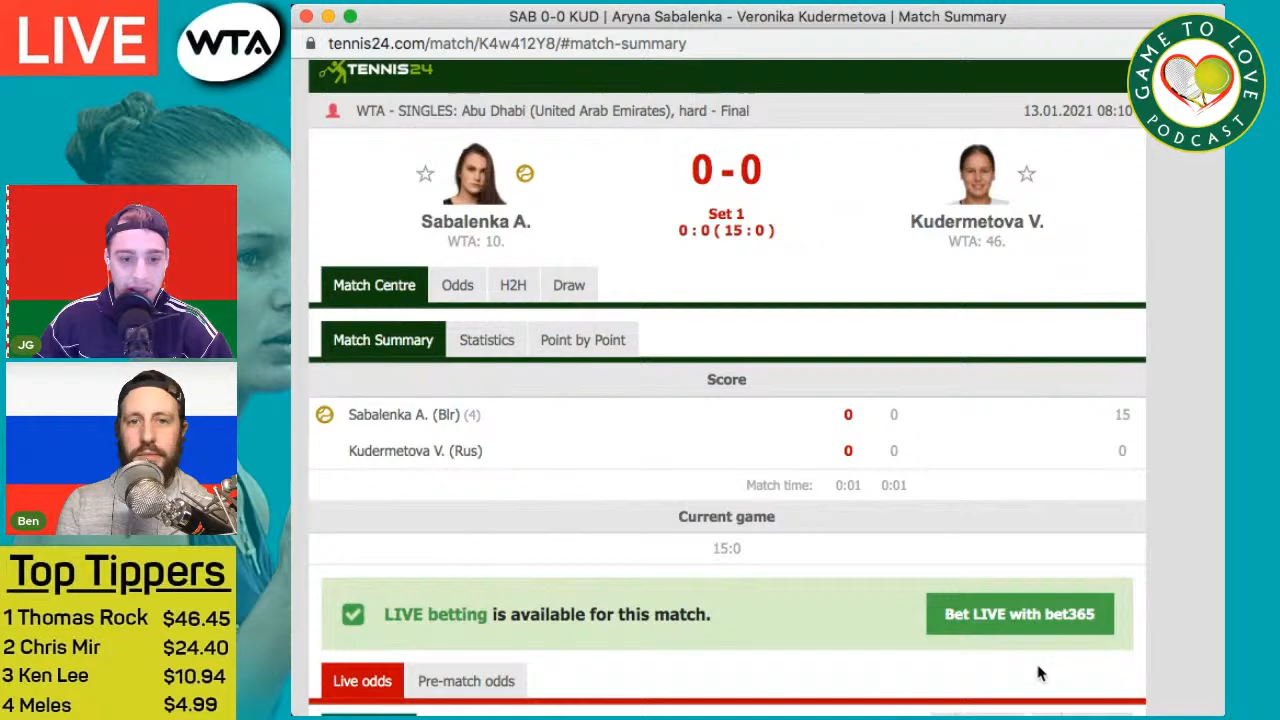 LIVE
WTA
SAB 0-0 KUD | Aryna Sabalenka - Veronika Kudermetova | Match Summary
tennis24.com/match/K4w412Y8/#match-summary
GAME TO LOVE
PODCAST
TENNIS24
WTA - SINGLES: Abu Dhabi (United Arab Emirates), hard - Final
13.01.2021 08:10
0 - 0
Set 1
0 : 0 ( 15 : 0 )
Sabalenka A.
WTA: 10.
Kudermetova V.
WTA: 46.
Match Centre Odds H2H Draw
Match Summary Statistics Point by Point
Score
Sabalenka A. (Blr) (4) 0 0 15
Kudermetova V. (Rus) 0 0 0
Match time: 0:01 0:01
Current game
15:0
LIVE betting is available for this match.
Bet LIVE with bet365
Live odds Pre-match odds
JG
Ben
Top Tippers
1 Thomas Rock $46.45
2 Chris Mir $24.40
3 Ken Lee $10.94
4 Meles $4.99